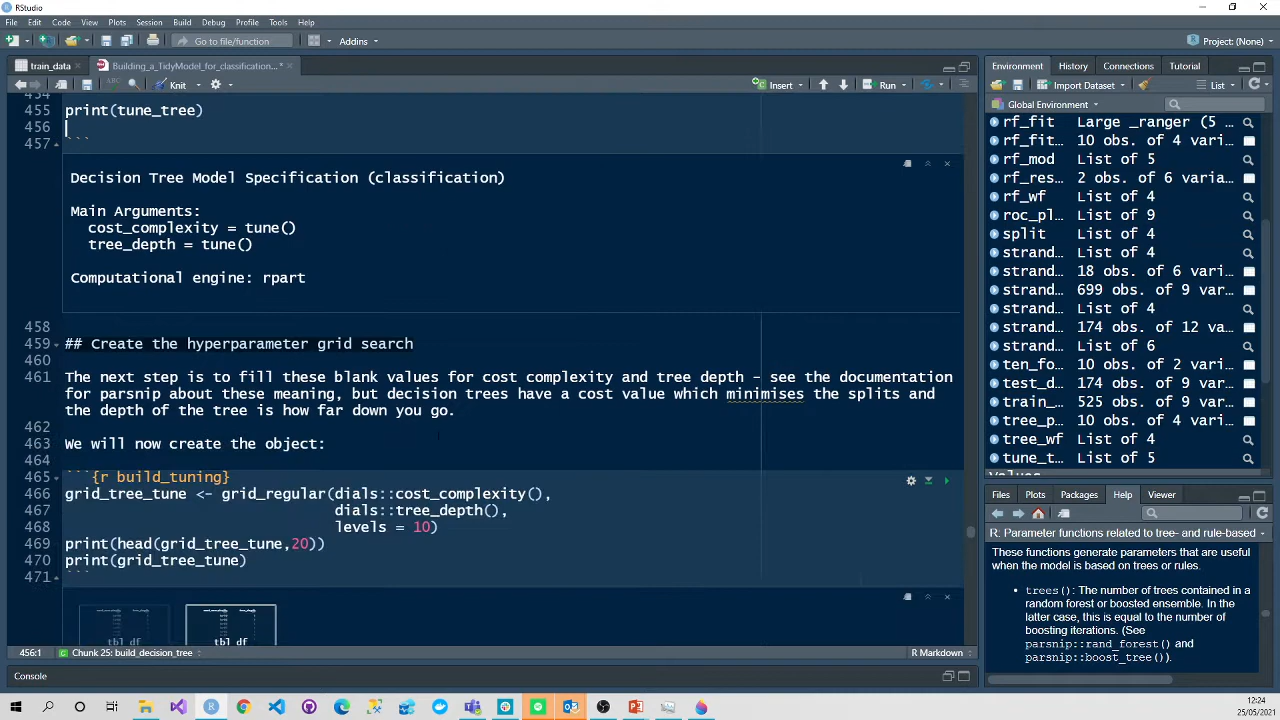 RStudio
File Edit Code View Plots Session Build Debug Profile Tools Help
Go to file/function Addins Project: (None)
train_data Building_a_TidyModel_for_classification...*
ABC Knit Insert Run
454
455 print(tune_tree)
456
457 ```
Decision Tree Model Specification (classification)
Main Arguments:
cost_complexity = tune()
tree_depth = tune()
Computational engine: rpart
458
459 ## Create the hyperparameter grid search
460
461 The next step is to fill these blank values for cost complexity and tree depth - see the documentation
for parsnip about these meaning, but decision trees have a cost value which minimises the splits and
the depth of the tree is how far down you go.
462
463 We will now create the object:
464
465 ```{r build_tuning}
466 grid_tree_tune <- grid_regular(dials::cost_complexity(),
467 dials::tree_depth(),
468 levels = 10)
469 print(head(grid_tree_tune,20))
470 print(grid_tree_tune)
471 ```
tbl_df tbl_df
456:1 Chunk 25: build_decision_tree R Markdown
Console
Environment History Connections Tutorial
Import Dataset List
Global Environment
rf_fit Large _ranger (5 ...
rf_fit... 10 obs. of 4 vari...
rf_mod List of 5
rf_res... 2 obs. of 6 varia...
rf_wf List of 4
roc_pl... List of 9
split List of 4
strand... List of 4
strand... 18 obs. of 6 vari...
strand... 699 obs. of 9 var...
strand... List of 4
strand... 174 obs. of 12 va...
strand... List of 6
ten_fo... 10 obs. of 2 vari...
test_d... 174 obs. of 9 var...
train_... 525 obs. of 9 var...
tree_p... 10 obs. of 4 vari...
tree_wf List of 4
tune_t... List of 5
Values
Files Plots Packages Help Viewer
R: Parameter functions related to tree- and rule-based
These functions generate parameters that are useful
when the model is based on trees or rules.
• trees(): The number of trees contained in a
random forest or boosted ensemble. In the
latter case, this is equal to the number of
boosting iterations. (See
parsnip::rand_forest() and
parsnip::boost_tree()).
12:24
25/05/2021